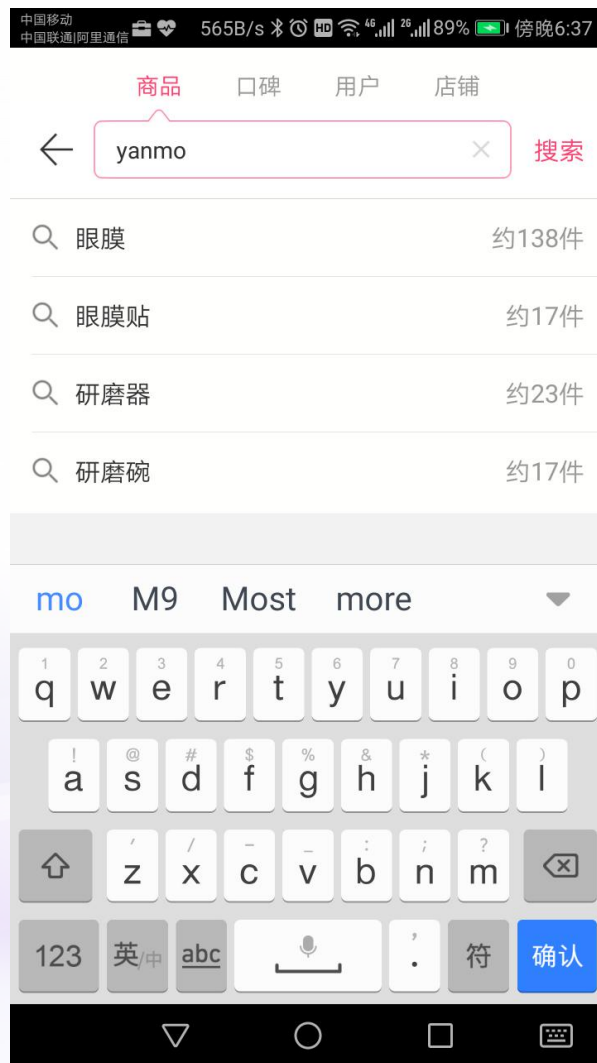 中国移动
中国联通|阿里通信 565B/s HD 46 26 89% 傍晚6:37
商品 口碑 用户 店铺
yanmo 搜索
眼膜 约138件
眼膜贴 约17件
研磨器 约23件
研磨碗 约17件
mo M9 Most more
1 2 3 4 5 6 7 8 9 0
q w e r t y u i o p
! @ # $ % & * ( )
a s d f g h j k l
' / - _ : ; ?
z x c v b n m
123 英/中 abc , . 符 确认